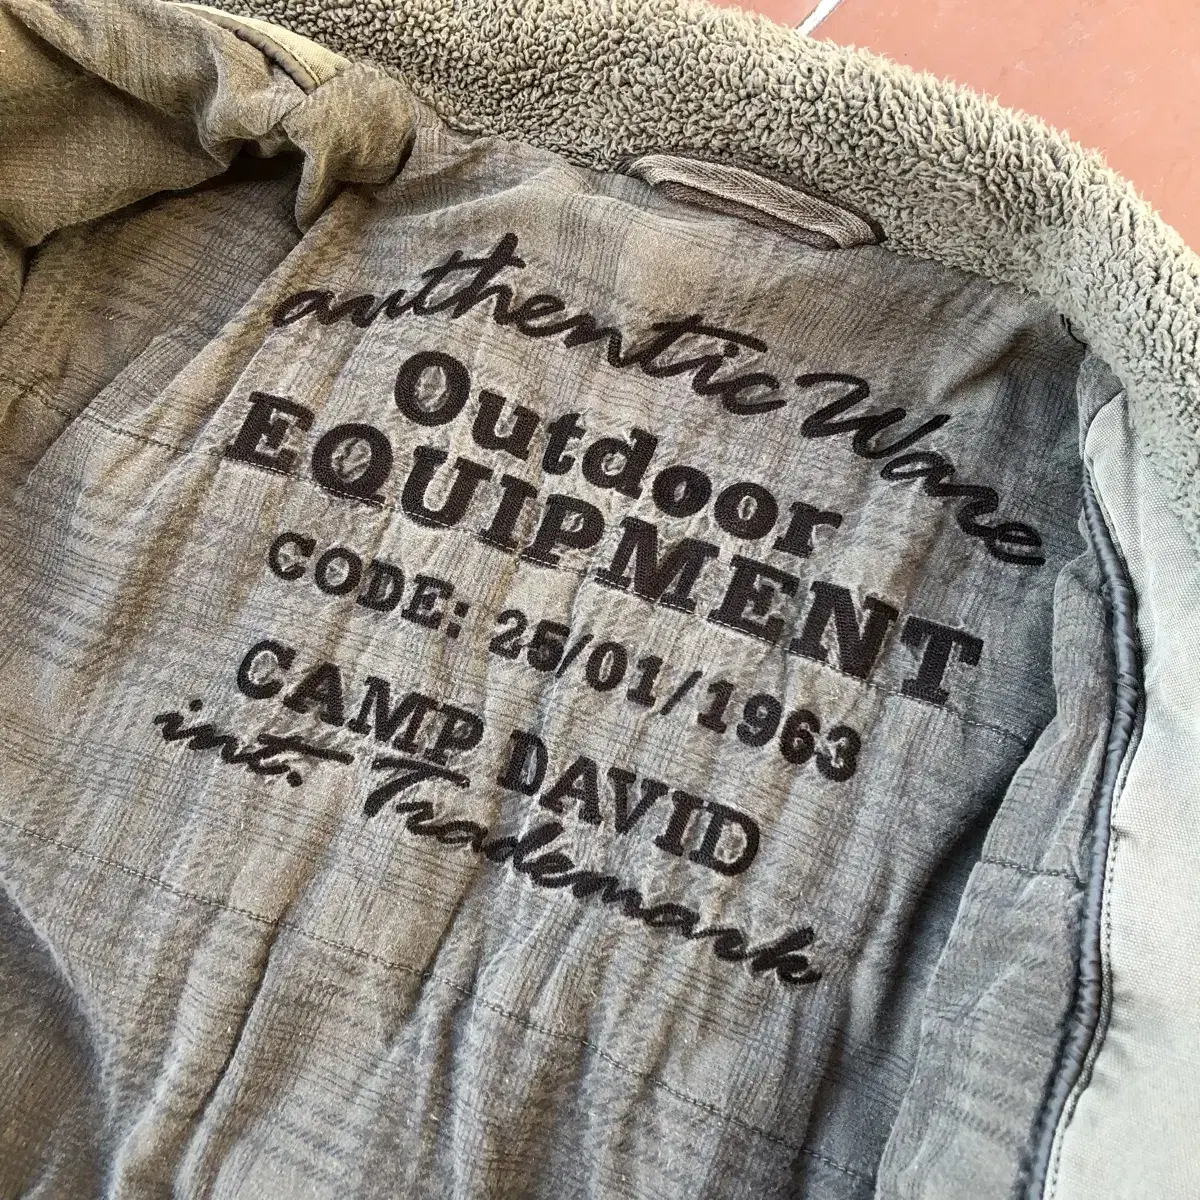 authentic Ware
Outdoor
EQUIPMENT
CODE: 25/01/1963
CAMP DAVID
int. Trademark